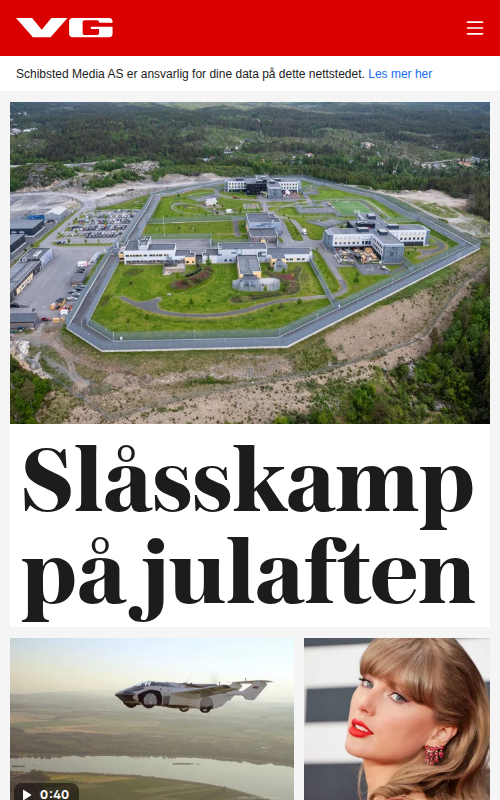 VG
Schibsted Media AS er ansvarlig for dine data på dette nettstedet. Les mer her
Slåsskamp
på julaften
0:40